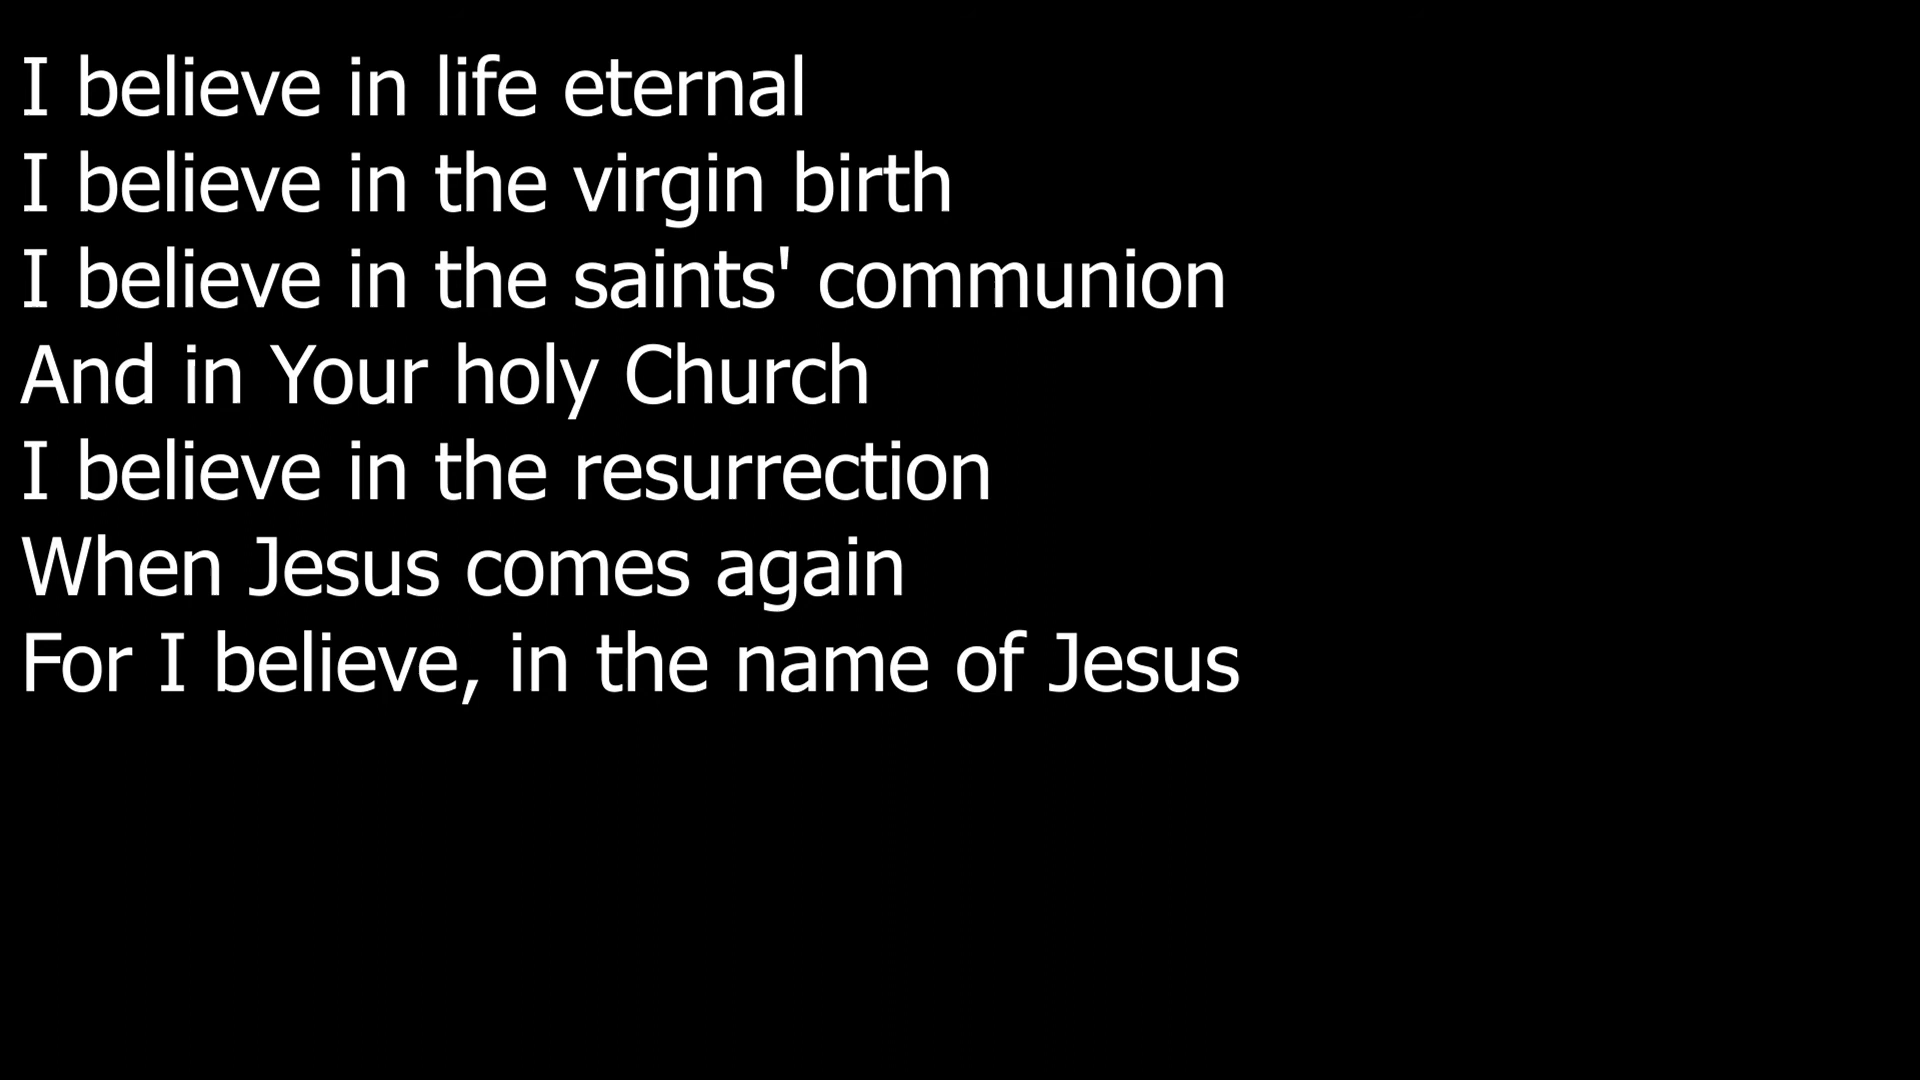 I believe in life eternal
I believe in the virgin birth
I believe in the saints' communion
And in Your holy Church
I believe in the resurrection
When Jesus comes again
For I believe, in the name of Jesus